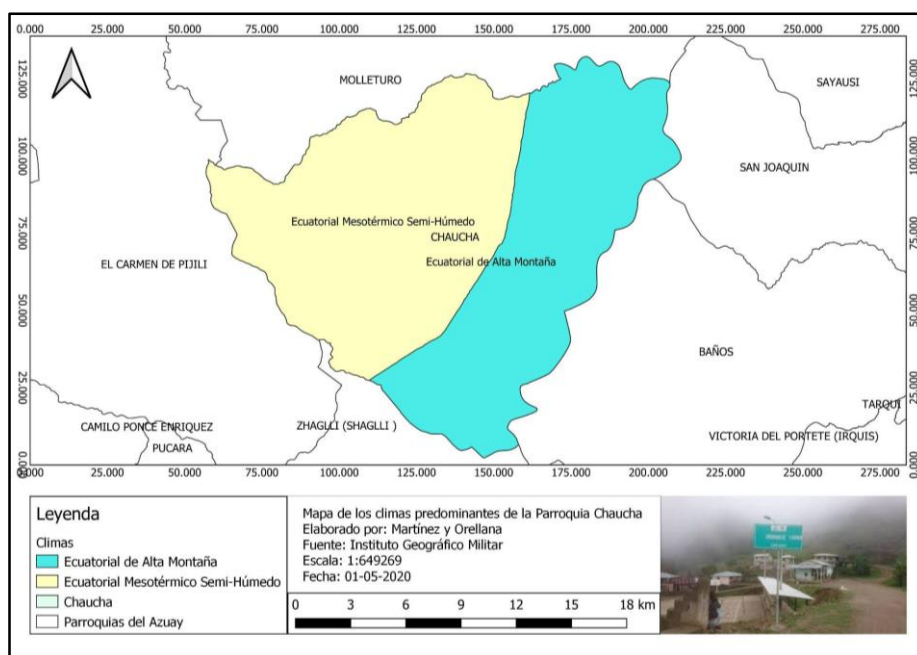 0.000 25.000 50.000 75.000 100.000 125.000 150.000 175.000 200.000 225.000 250.000 275.000
125.000
100.000
75.000
50.000
25.000
0.000
125.000
100.000
75.000
50.000
25.000
0.000
MOLLETURO
SAYAUSI
SAN JOAQUIN
Ecuatorial Mesotérmico Semi-Húmedo
CHAUCHA
Ecuatorial de Alta Montaña
EL CARMEN DE PIJILI
BAÑOS
TARQUI
CAMILO PONCE ENRIQUEZ
ZHAGLLI (SHAGLLI )
VICTORIA DEL PORTETE (IRQUIS)
PUCARA
0.000 25.000 50.000 75.000 100.000 125.000 150.000 175.000 200.000 225.000 250.000 275.000
Leyenda
Climas
Ecuatorial de Alta Montaña
Ecuatorial Mesotérmico Semi-Húmedo
Chaucha
Parroquias del Azuay
Mapa de los climas predominantes de la Parroquia Chaucha
Elaborado por: Martínez y Orellana
Fuente: Instituto Geográfico Militar
Escala: 1:649269
Fecha: 01-05-2020
0 3 6 9 12 15 18 km